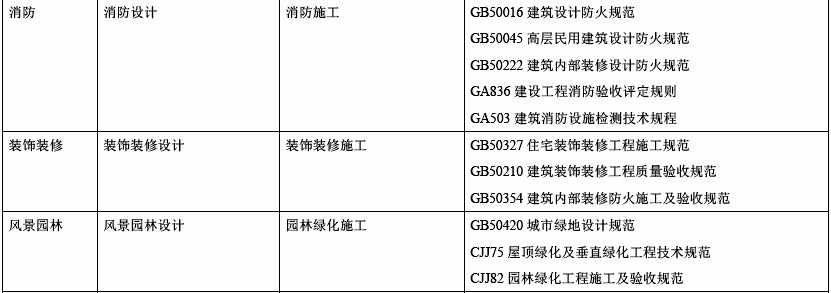 消防 消防设计 消防施工 GB50016 建筑设计防火规范
GB50045 高层民用建筑设计防火规范
GB50222 建筑内部装修设计防火规范
GA836 建设工程消防验收评定规则
GA503 建筑消防设施检测技术规程
装饰装修 装饰装修设计 装饰装修施工 GB50327 住宅装饰装修工程施工规范
GB50210 建筑装饰装修工程质量验收规范
GB50354 建筑内部装修防火施工及验收规范
风景园林 风景园林设计 园林绿化施工 GB50420 城市绿地设计规范
CJJ75 屋顶绿化及垂直绿化工程技术规范
CJJ82 园林绿化工程施工及验收规范